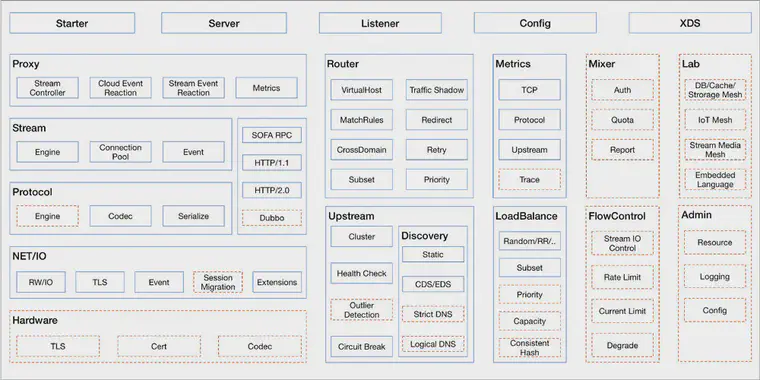 Starter
Server
Listener
Config
XDS
Proxy
Stream
Controller
Cloud Event
Reaction
Stream Event
Reaction
Metrics
Stream
Engine
Connection
Pool
Event
Protocol
Engine
Codec
Serialize
SOFA RPC
HTTP/1.1
HTTP/2.0
Dubbo
NET/IO
RW/IO
TLS
Event
Session
Migration
Extensions
Hardware
TLS
Cert
Codec
Router
VirtualHost
Traffic Shadow
MatchRules
Redirect
CrossDomain
Retry
Subset
Priority
Upstream
Cluster
Health Check
Outlier
Detection
Circuit Break
Discovery
Static
CDS/EDS
Strict DNS
Logical DNS
Metrics
TCP
Protocol
Upstream
Trace
LoadBalance
Random/RR/..
Subset
Priority
Capacity
Consistent
Hash
Mixer
Auth
Quota
Report
FlowControl
Stream IO
Control
Rate Limit
Current Limit
Degrade
Lab
DB/Cache/
Strorage Mesh
IoT Mesh
Stream Media
Mesh
Embedded
Language
Admin
Resource
Logging
Config